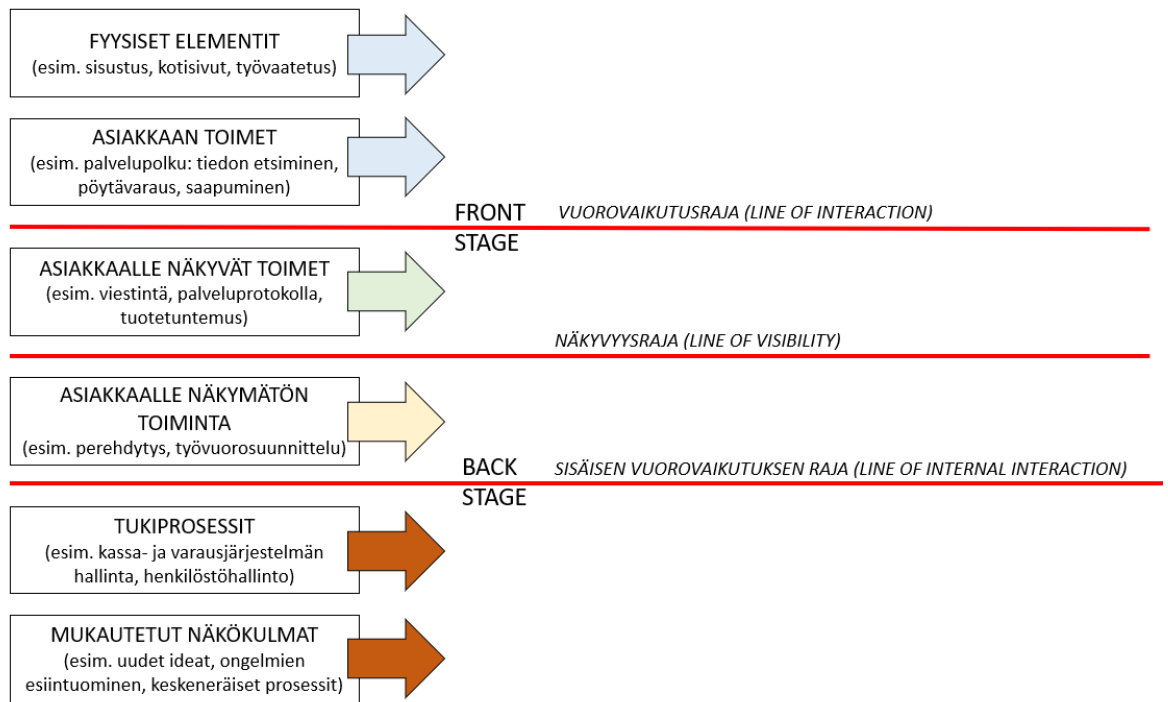 FYYSISET ELEMENTIT
(esim. sisustus, kotisivut, työvaatetus)
ASIAKKAAN TOIMET
(esim. palvelupolku: tiedon etsiminen,
pöytävaraus, saapuminen)
FRONT
STAGE
VUOROVAIKUTUSRAJA (LINE OF INTERACTION)
ASIAKKAALLE NÄKYVÄT TOIMET
(esim. viestintä, palveluprotokolla,
tuotetuntemus)
NÄKYVYYSRAJA (LINE OF VISIBILITY)
ASIAKKAALLE NÄKYMÄTÖN
TOIMINTA
(esim. perehdytys, työvuorosuunnittelu)
BACK
STAGE
SISÄISEN VUOROVAIKUTUKSEN RAJA (LINE OF INTERNAL INTERACTION)
TUKIPROSESSIT
(esim. kassa- ja varausjärjestelmän
hallinta, henkilöstöhallinto)
MUKAUTETUT NÄKÖKULMAT
(esim. uudet ideat, ongelmien
esiintuominen, keskeneräiset prosessit)